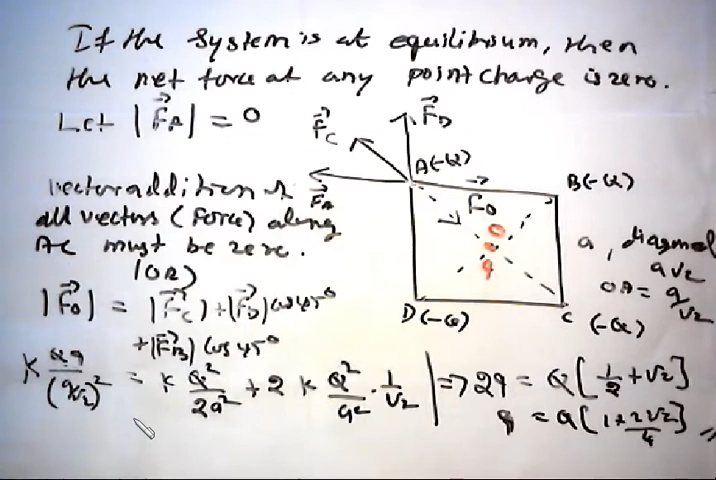 If the system is at equilibrium, then
the net force at any point charge is zero.
Let |F⃗A| = 0
F⃗C
F⃗D
A(-Q)
B(-Q)
F⃗O
vector addition of
all vectors (force) along
AC must be zero.
(OR)
a, diagonal
a√2
OA = a/√2
O
q
D(-Q)
C (-Q)
|F⃗O| = |F⃗C| + |F⃗D| cos 45°
+ |F⃗B| cos 45°
K Qq/(a/√2)² = K Q²/2a² + 2 K Q²/a² · 1/√2 | => 2q = Q[1/2 + √2]
q = Q[1+2√2/4] //